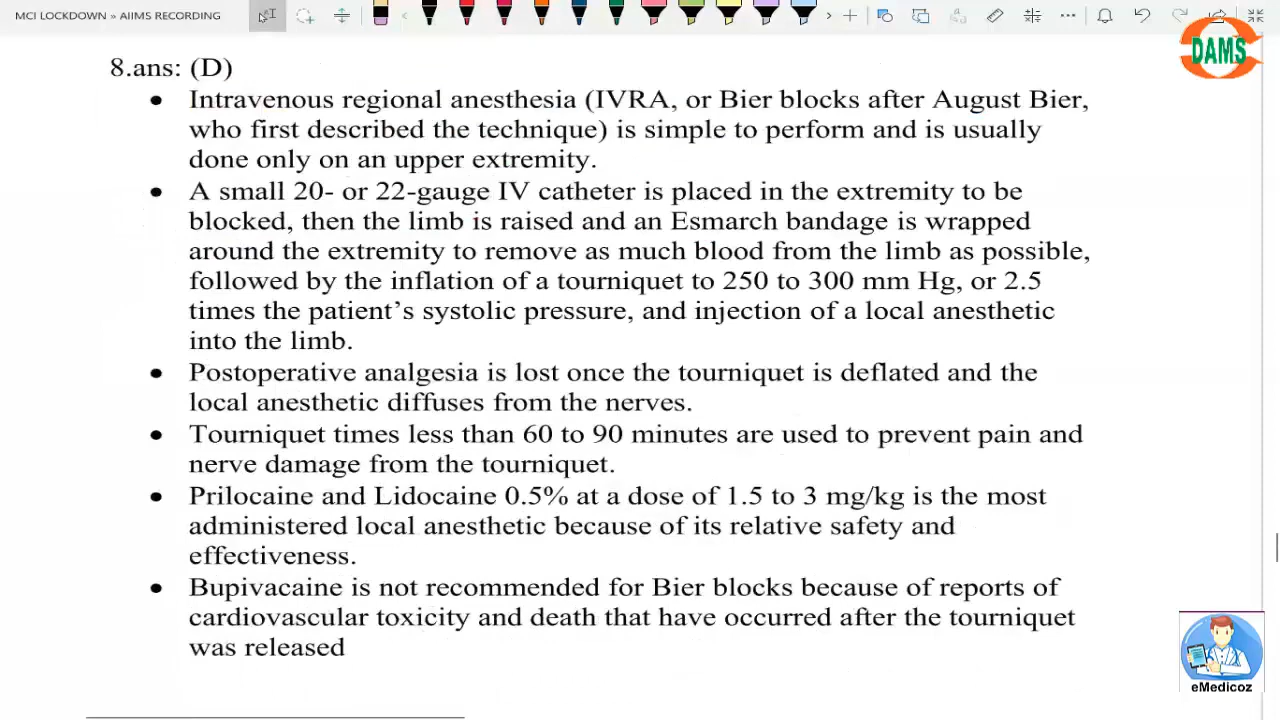 MCI LOCKDOWN » AIIMS RECORDING
DAMS
8.ans: (D)
• Intravenous regional anesthesia (IVRA, or Bier blocks after August Bier,
who first described the technique) is simple to perform and is usually
done only on an upper extremity.
• A small 20- or 22-gauge IV catheter is placed in the extremity to be
blocked, then the limb is raised and an Esmarch bandage is wrapped
around the extremity to remove as much blood from the limb as possible,
followed by the inflation of a tourniquet to 250 to 300 mm Hg, or 2.5
times the patient’s systolic pressure, and injection of a local anesthetic
into the limb.
• Postoperative analgesia is lost once the tourniquet is deflated and the
local anesthetic diffuses from the nerves.
• Tourniquet times less than 60 to 90 minutes are used to prevent pain and
nerve damage from the tourniquet.
• Prilocaine and Lidocaine 0.5% at a dose of 1.5 to 3 mg/kg is the most
administered local anesthetic because of its relative safety and
effectiveness.
• Bupivacaine is not recommended for Bier blocks because of reports of
cardiovascular toxicity and death that have occurred after the tourniquet
was released
eMedicoz